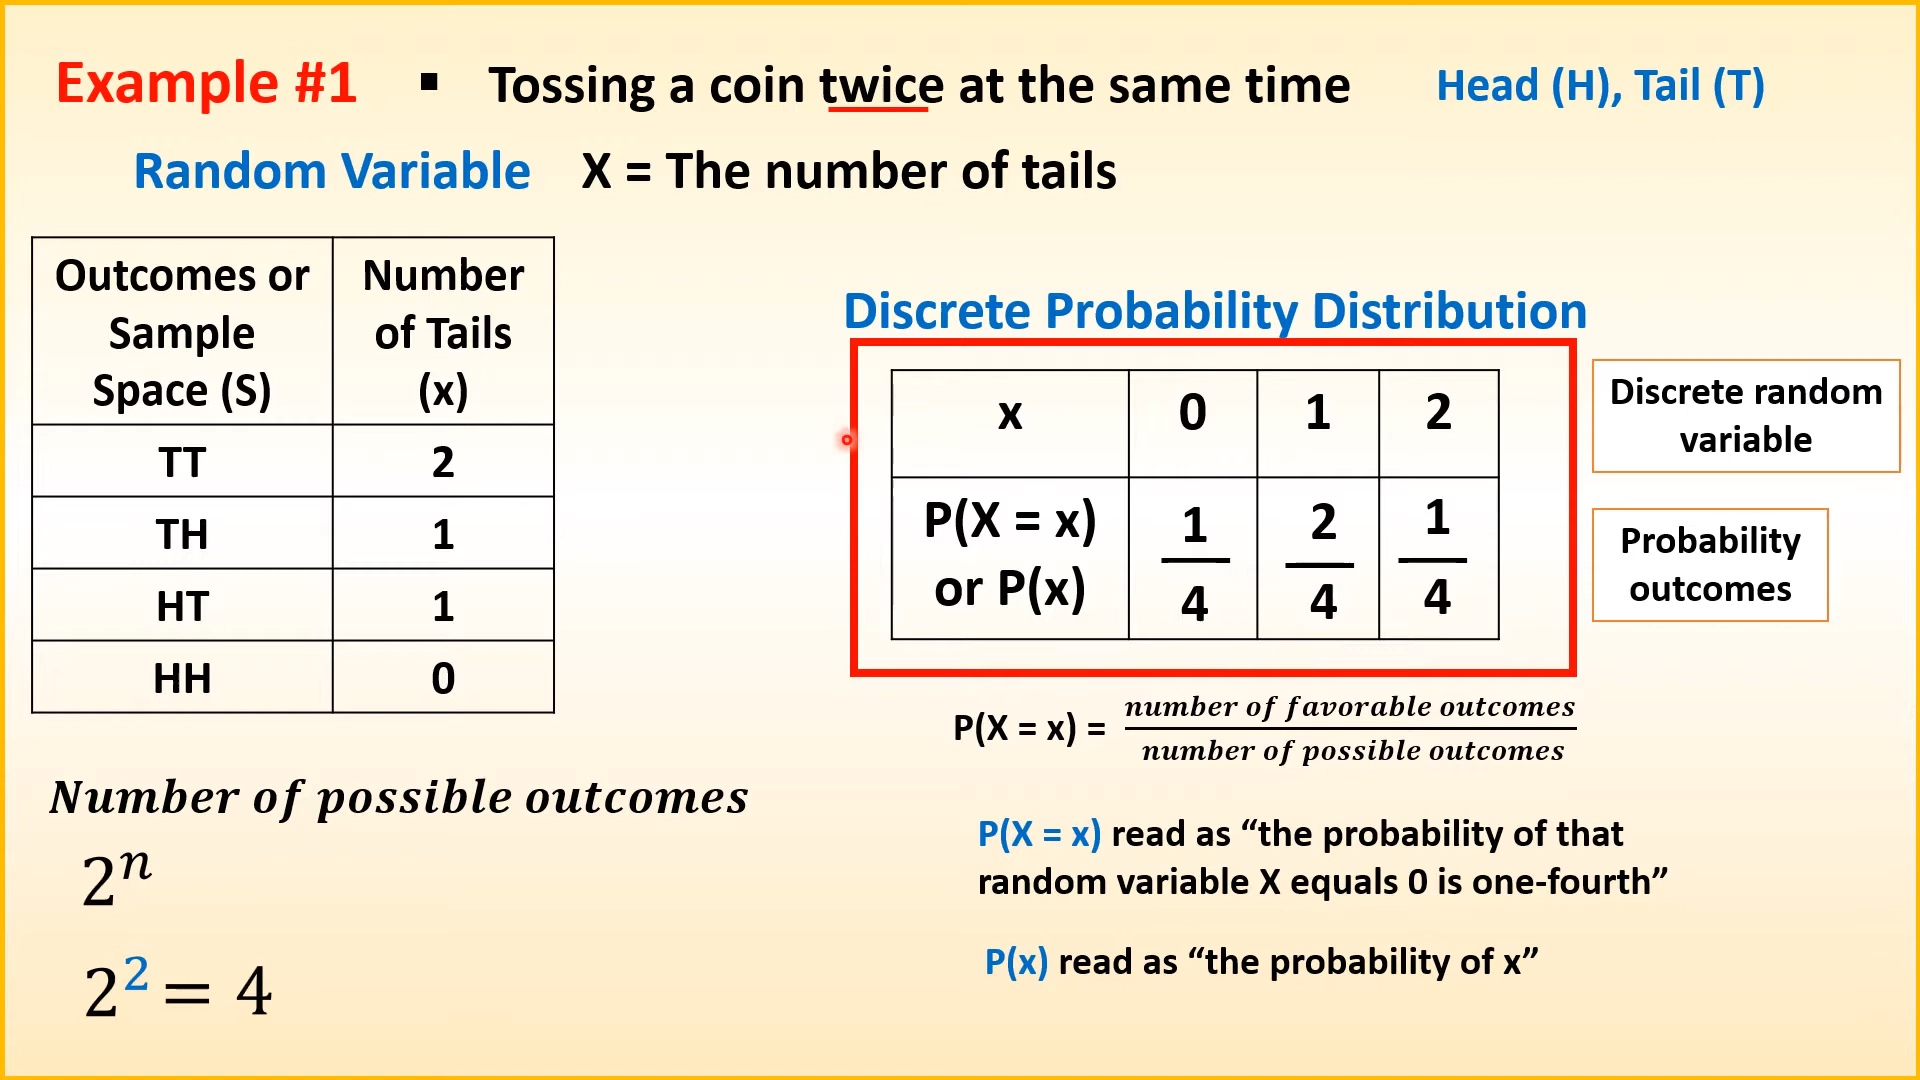 Example #1 ▪ Tossing a coin twice at the same time Head (H), Tail (T)
Random Variable X = The number of tails
Outcomes or Sample Space (S) Number of Tails (x)
TT 2
TH 1
HT 1
HH 0
Number of possible outcomes
2^n
2^2 = 4
Discrete Probability Distribution
x 0 1 2
P(X = x) or P(x) 1/4 2/4 1/4
Discrete random
variable
Probability
outcomes
P(X = x) = number of favorable outcomes / number of possible outcomes
P(X = x) read as “the probability of that
random variable X equals 0 is one-fourth”
P(x) read as “the probability of x”